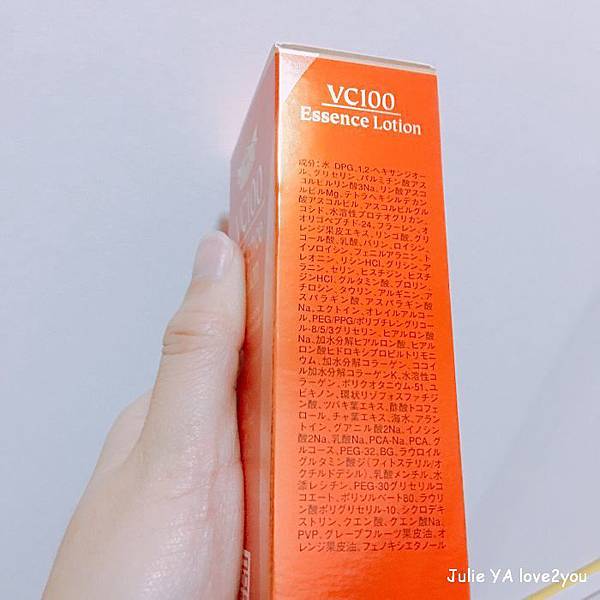 VC100
Essence Lotion
成分:水、DPG、1,2-ヘキサンジオー
ル、グリセリン、パルミチン酸アス
コルビルリン酸3Na、リン酸アスコ
ルビルMg、テトラヘキシルデカン
酸アスコルビル、アスコルビルグル
コシド、水溶性プロテオグリカン、
オリゴペプチド-24、フラーレン、オ
レンジ果皮エキス、リンゴ酸、グリ
コール酸、乳酸、バリン、ロイシン、
イソロイシン、フェニルアラニン、ト
レオニン、リシンHCl、グリシン、ア
ラニン、セリン、ヒスチジン、ヒスチ
ジンHCl、グルタミン酸、プロリン、
チロシン、タウリン、アルギニン、ア
スパラギン酸、アスパラギン酸
Na、エクトイン、オレイルアルコー
ル、PEG/PPG/ポリブチレングリコー
ル-8/5/3グリセリン、ヒアルロン酸
Na、加水分解ヒアルロン酸、ヒアル
ロン酸ヒドロキシプロピルトリモニ
ウム、加水分解コラーゲン、ココイ
ル加水分解コラーゲンK、水溶性コ
ラーゲン、ポリクオタニウム-51、ユ
ビキノン、環状リゾホスファチジ
ン酸、ツバキ葉エキス、酢酸トコフェ
ロール、チャ葉エキス、海水、アラン
トイン、グアニル酸2Na、イノシン
酸2Na、乳酸Na、PCA-Na、PCA、グ
ルコース、PEG-32、BG、ラウロイル
グルタミン酸ジ(フィトステリル/オ
クチルドデシル)、乳酸メンチル、水
添レシチン、PEG-30グリセリルコ
コエート、ポリソルベート80、ラウリ
ン酸ポリグリセリル-10、シクロデキ
ストリン、クエン酸、クエン酸Na、
PVP、グレープフルーツ果皮油、オ
レンジ果皮油、フェノキシエタノール
VC100
Julie YA love2you